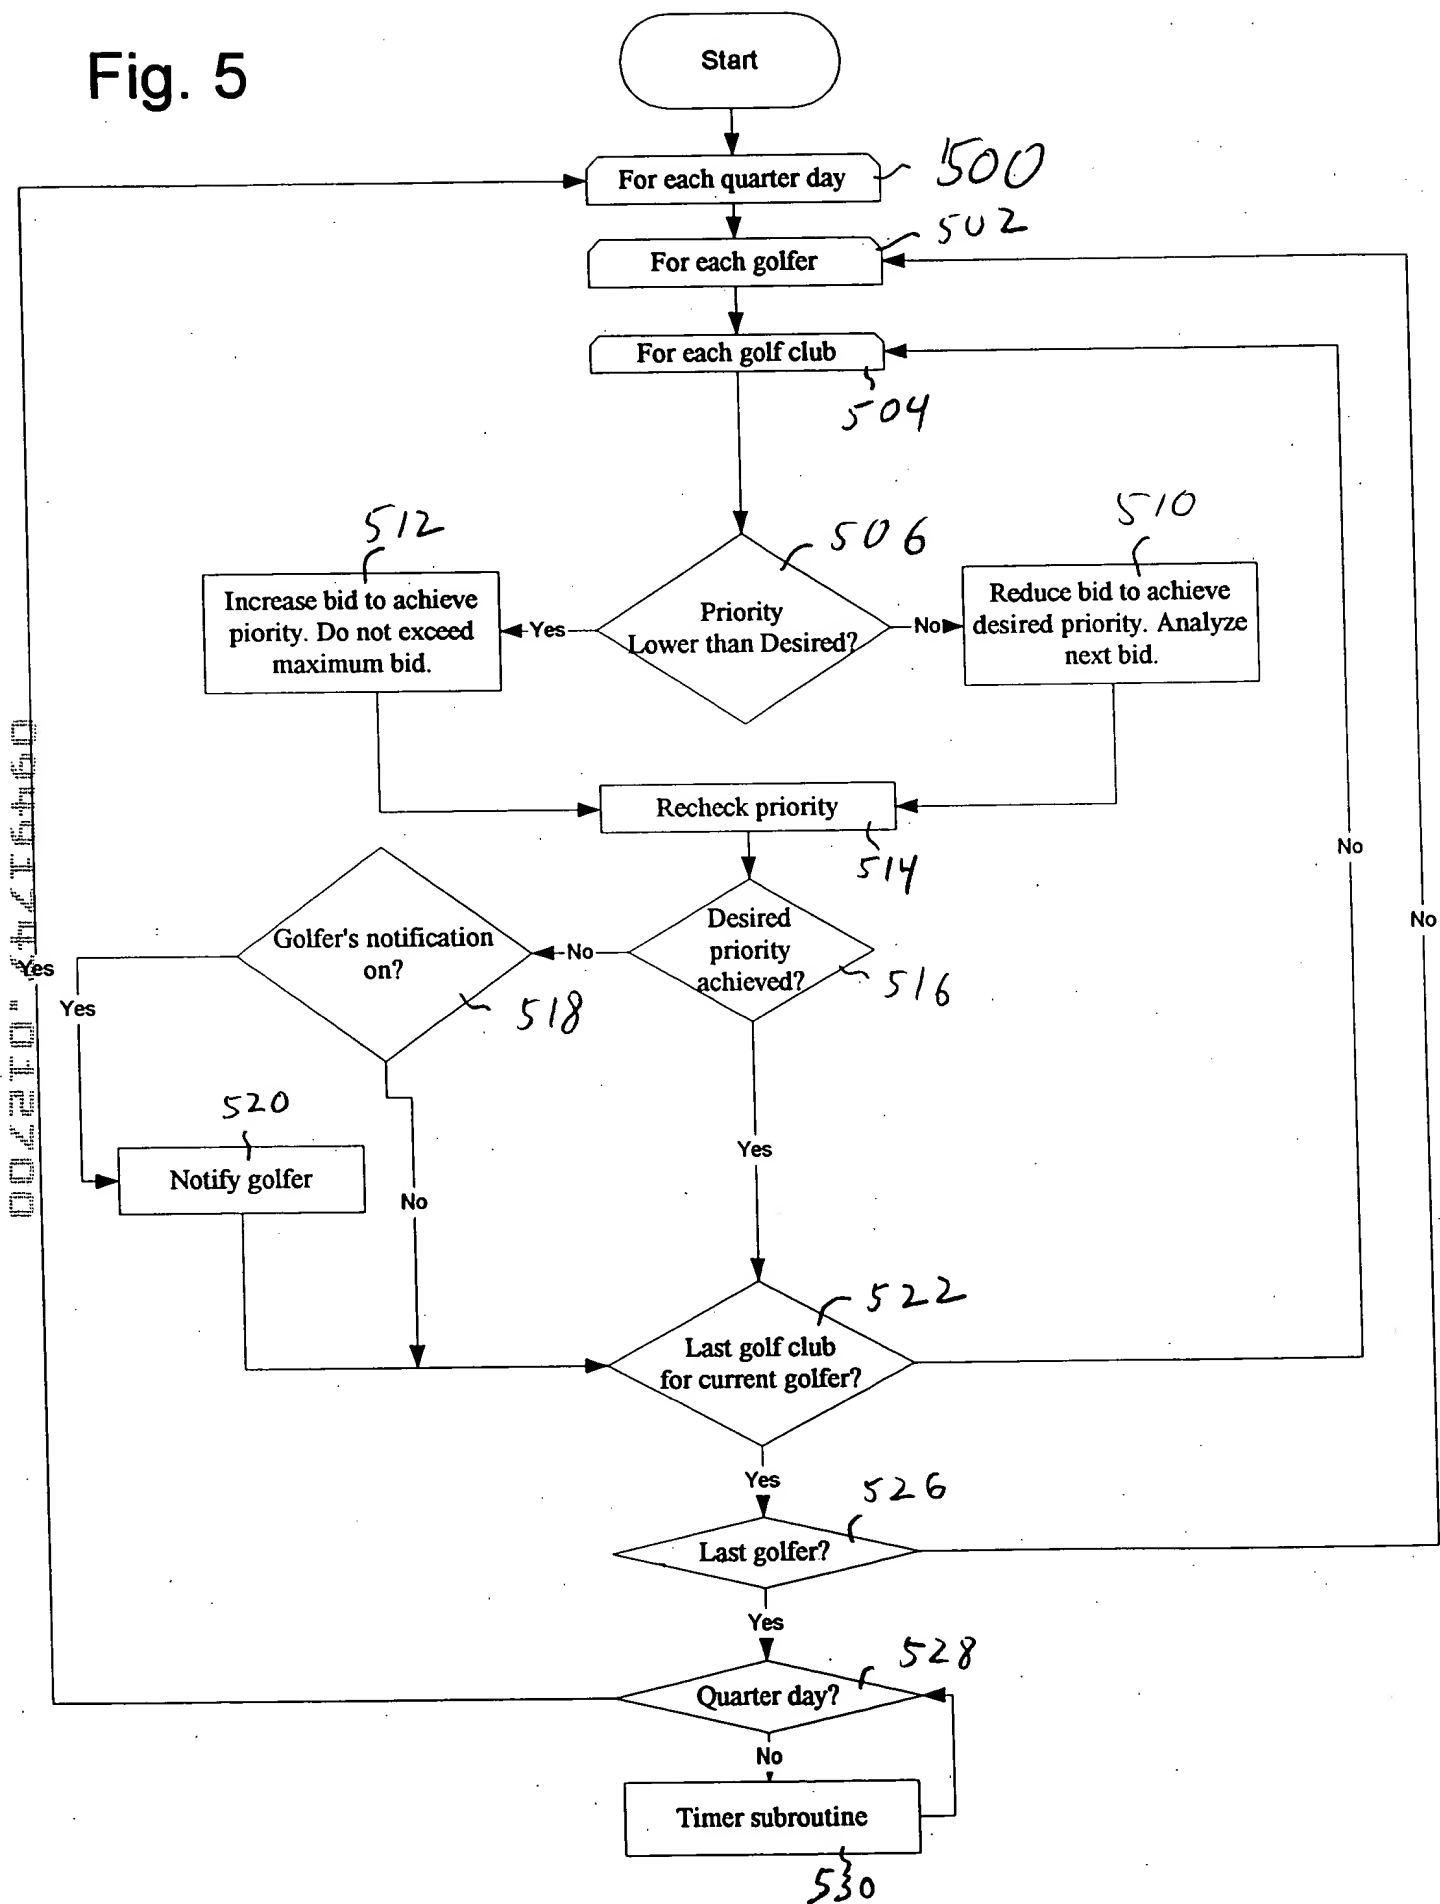 Fig. 5
Start
For each quarter day
500
For each golfer
502
For each golf club
504
512
506
510
Increase bid to achieve
piority. Do not exceed
maximum bid.
Yes
Priority
Lower than Desired?
No
Reduce bid to achieve
desired priority. Analyze
next bid.
Recheck priority
514
No
No
Golfer's notification
on?
518
No
Desired
priority
achieved?
516
Yes
Yes
520
Notify golfer
No
Yes
522
Last golf club
for current golfer?
Yes
526
Last golfer?
Yes
528
Quarter day?
No
Timer subroutine
530